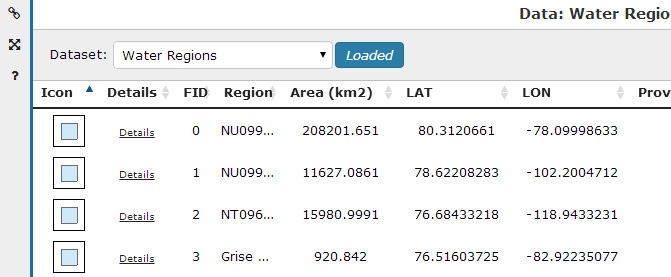 Data: Water Regio
Dataset: Water Regions Loaded
Icon Details FID Region Area (km2) LAT LON Prov
Details 0 NU099... 208201.651 80.3120661 -78.09998633
Details 1 NU099... 11627.0861 78.62208283 -102.2004712
Details 2 NT096... 15980.9991 76.68433218 -118.9433231
Details 3 Grise ... 920.842 76.51603725 -82.92235077
?